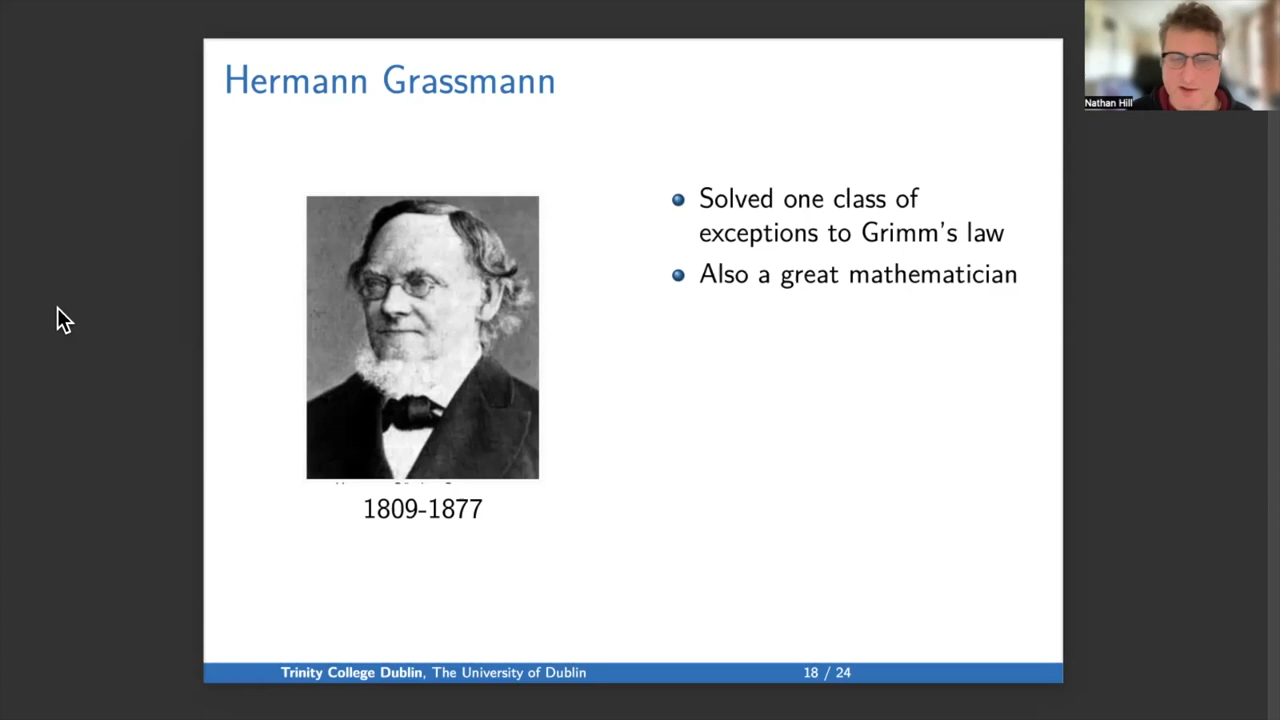 Hermann Grassmann
Nathan Hill
Solved one class of
exceptions to Grimm's law
Also a great mathematician
1809-1877
Trinity College Dublin, The University of Dublin
18 / 24